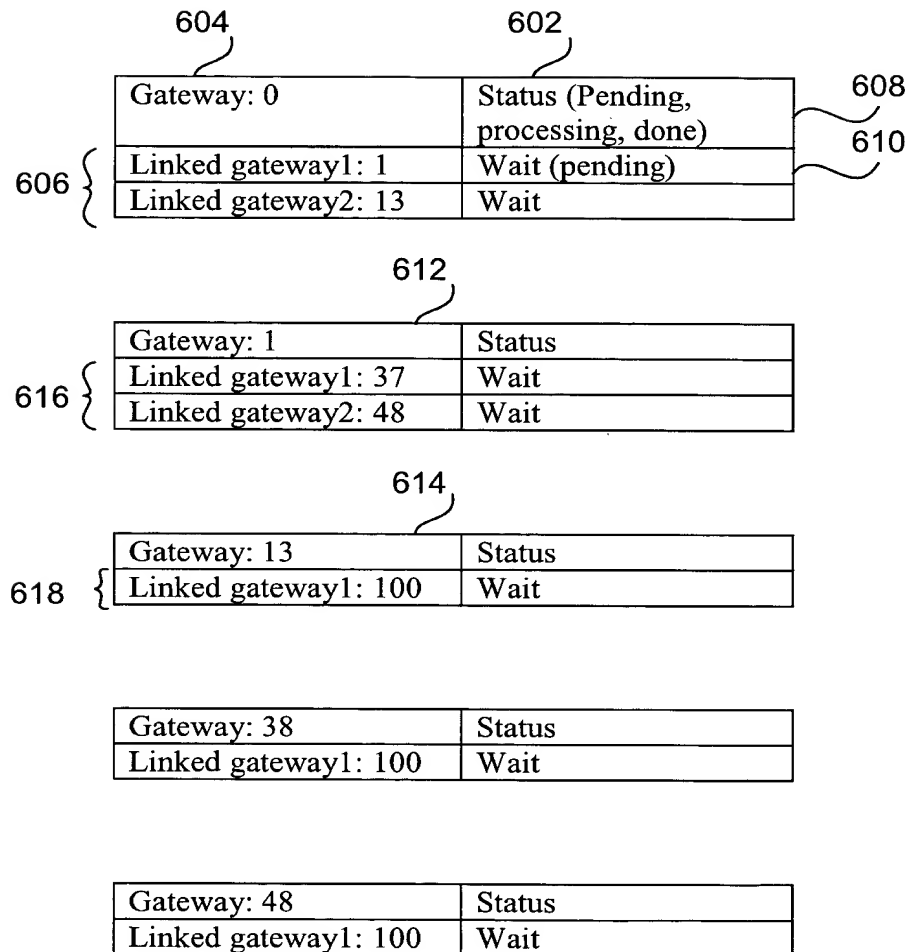 604 602
Gateway: 0 Status (Pending, 608
processing, done) 610
606 Linked gateway1: 1 Wait (pending)
Linked gateway2: 13 Wait
612
Gateway: 1 Status
616 Linked gateway1: 37 Wait
Linked gateway2: 48 Wait
614
Gateway: 13 Status
618 Linked gateway1: 100 Wait
Gateway: 38 Status
Linked gateway1: 100 Wait
Gateway: 48 Status
Linked gateway1: 100 Wait